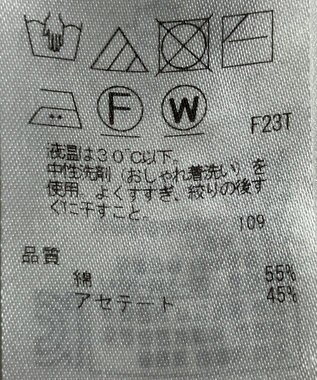 F W
F23T
液温は30℃以下。
中性洗剤（おしゃれ着洗い）を
使用、よくすすぎ、絞りの後す
ぐに干すこと。
109
品質
綿 55%
アセテート 45%